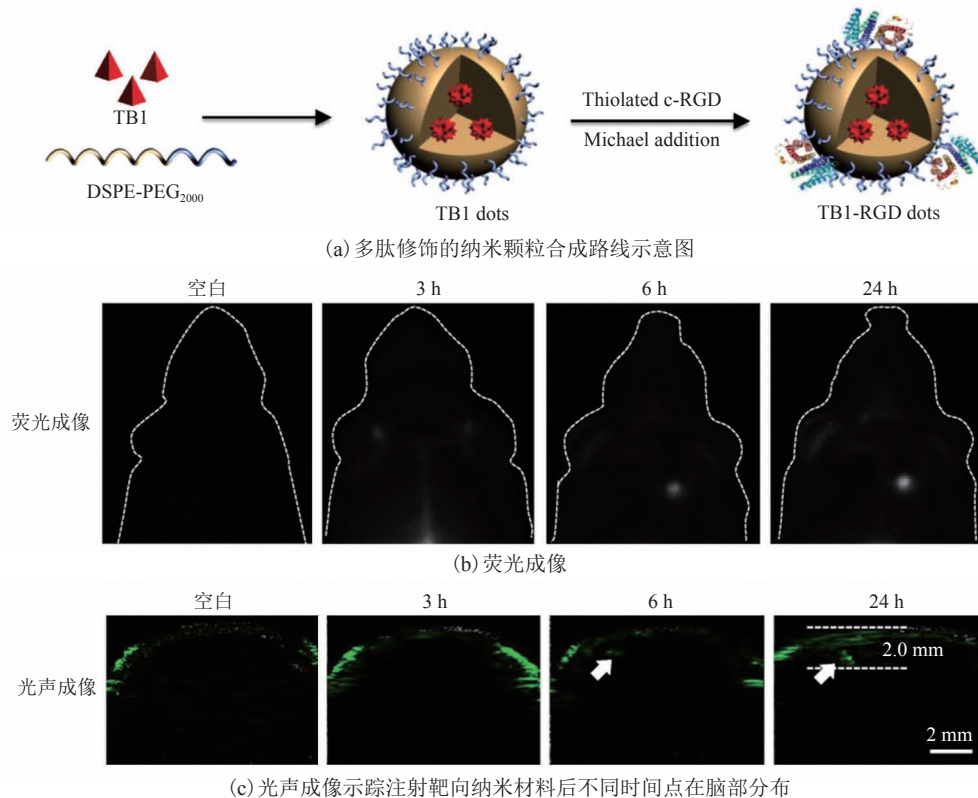 TB1
DSPE-PEG2000
TB1 dots
Thiolated c-RGD
Michael addition
TB1-RGD dots
(a) 多肽修饰的纳米颗粒合成路线示意图
空白 3 h 6 h 24 h
荧光成像
(b) 荧光成像
空白 3 h 6 h 24 h
光声成像
2.0 mm
2 mm
(c) 光声成像示踪注射靶向纳米材料后不同时间点在脑部分布